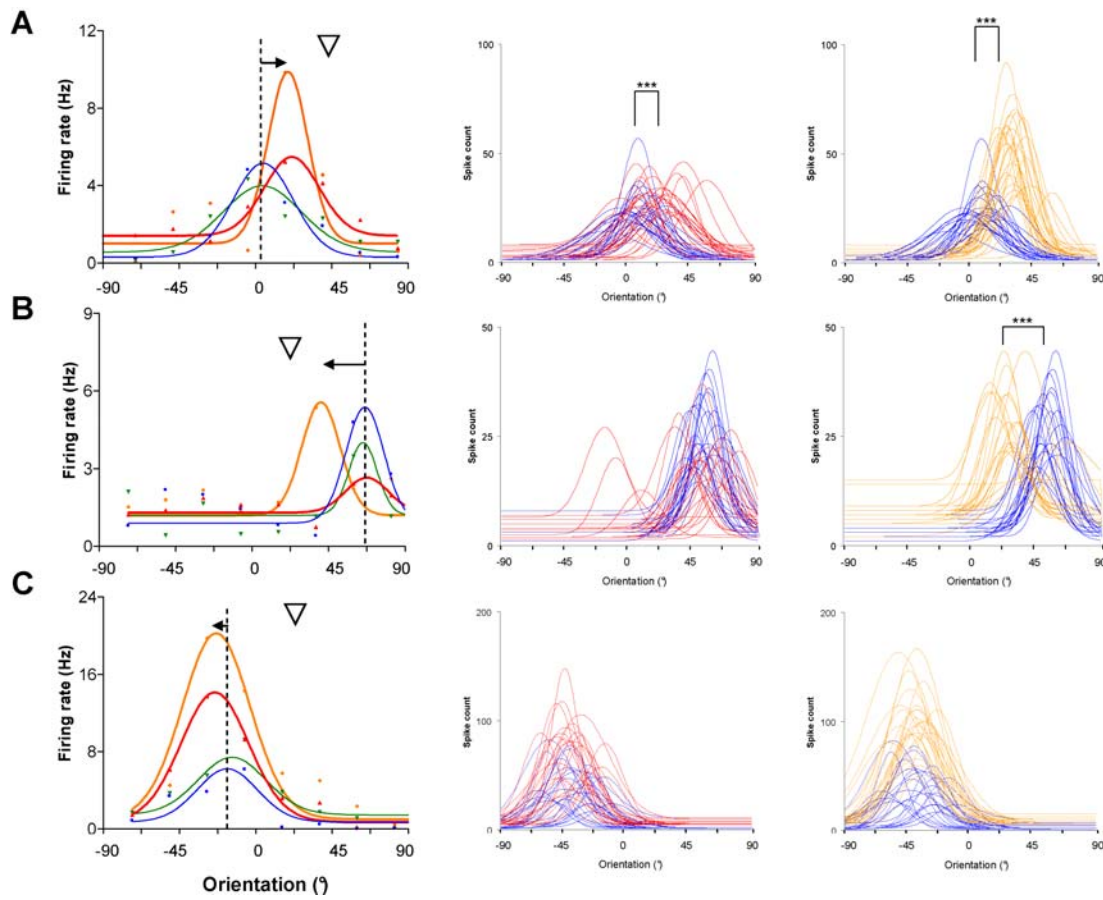 A
Firing rate (Hz)
12
8
4
0
-90 -45 0 45 90
Spike count
100
50
0
***
-90 -45 0 45 90
Orientation (°)
Spike count
100
50
0
***
-90 -45 0 45 90
Orientation (°)
B
Firing rate (Hz)
9
6
3
0
-90 -45 0 45 90
Spike count
50
25
0
-90 -45 0 45 90
Orientation (°)
Spike count
50
25
0
***
-90 -45 0 45 90
Orientation (°)
C
Firing rate (Hz)
24
16
8
0
-90 -45 0 45 90
Orientation (°)
Spike count
200
100
0
-90 -45 0 45 90
Orientation (°)
Spike count
200
100
0
-90 -45 0 45 90
Orientation (°)